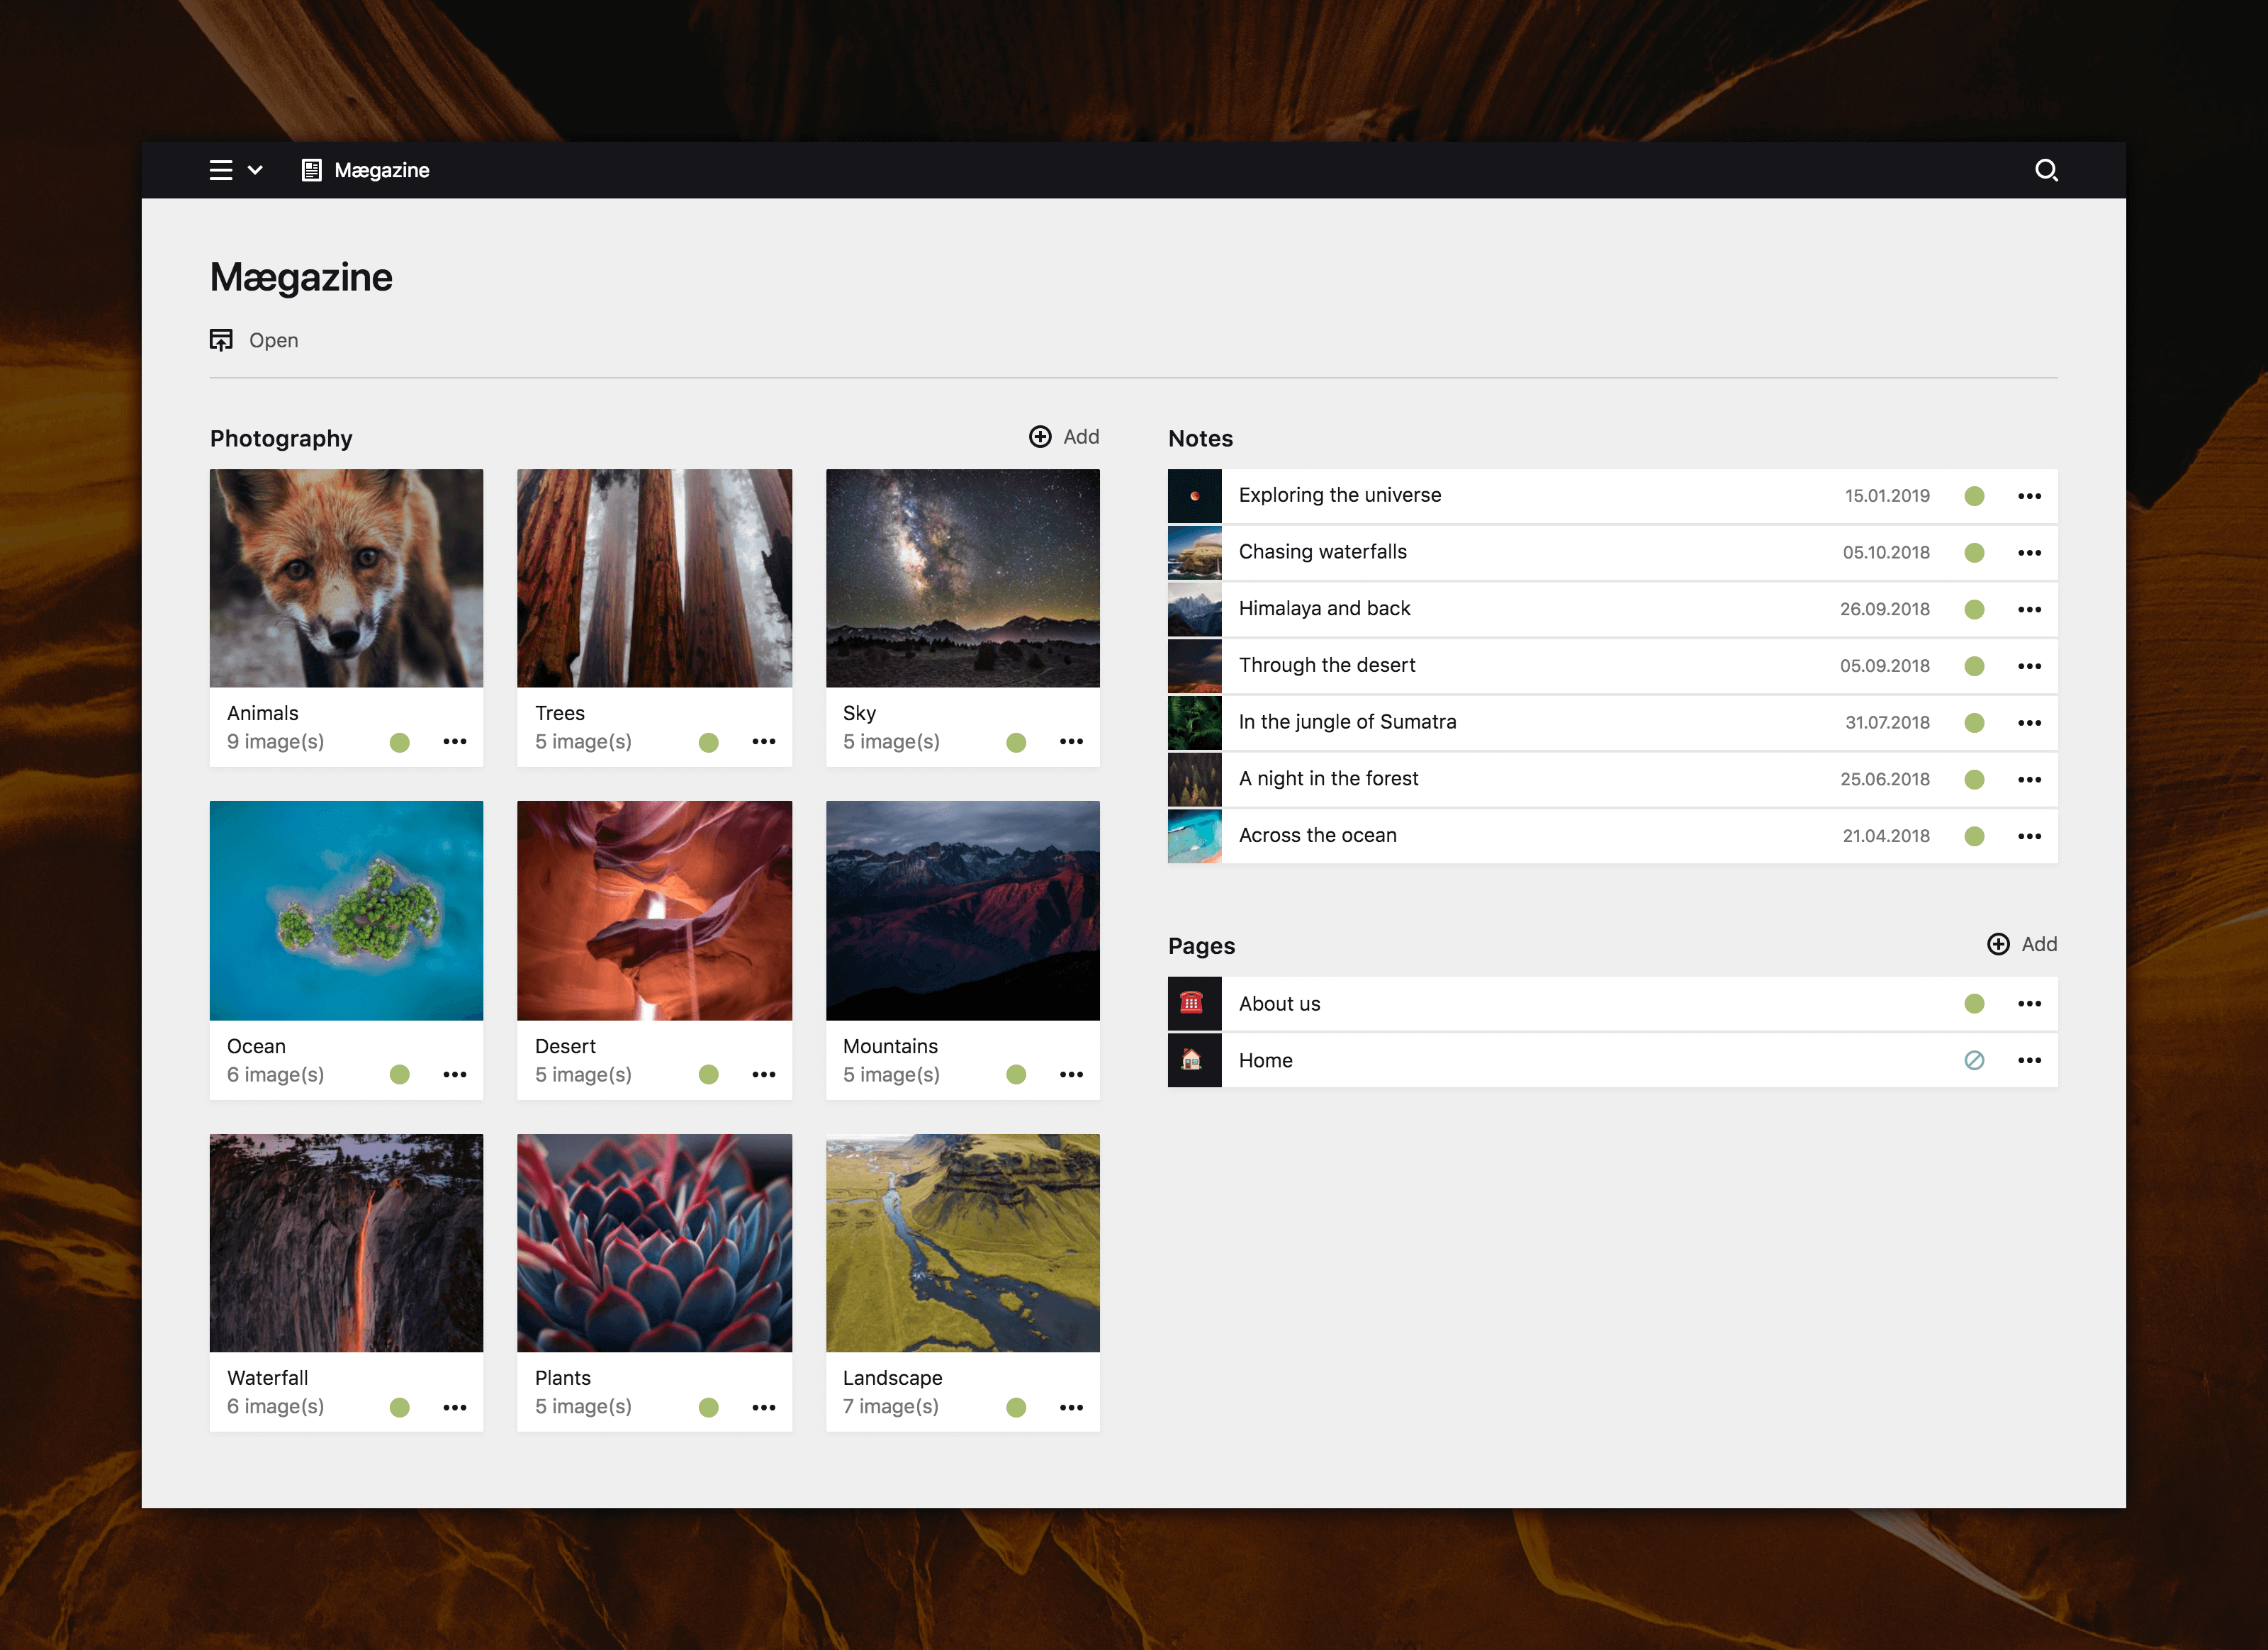 Mægazine
Mægazine
Open
Photography
Add
Animals
9 image(s)
Trees
5 image(s)
Sky
5 image(s)
Ocean
6 image(s)
Desert
5 image(s)
Mountains
5 image(s)
Waterfall
6 image(s)
Plants
5 image(s)
Landscape
7 image(s)
Notes
Exploring the universe 15.01.2019
Chasing waterfalls 05.10.2018
Himalaya and back 26.09.2018
Through the desert 05.09.2018
In the jungle of Sumatra 31.07.2018
A night in the forest 25.06.2018
Across the ocean 21.04.2018
Pages
Add
About us
Home